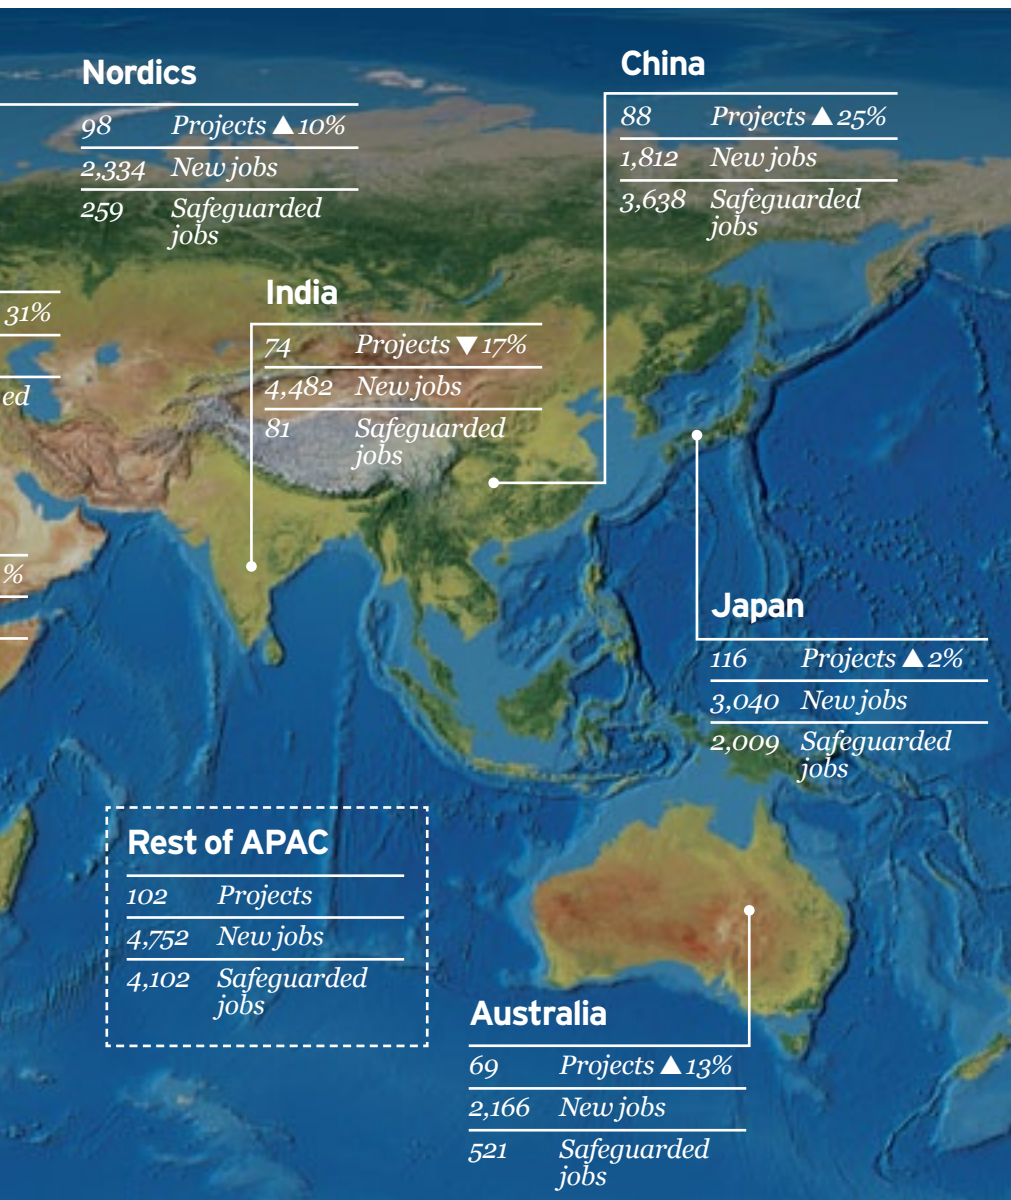 Nordics
98 Projects ▲ 10%
2,334 New jobs
259 Safeguarded
jobs
China
88 Projects ▲ 25%
1,812 New jobs
3,638 Safeguarded
jobs
31%
ed
India
74 Projects ▼ 17%
4,482 New jobs
81 Safeguarded
jobs
%
Japan
116 Projects ▲ 2%
3,040 New jobs
2,009 Safeguarded
jobs
Rest of APAC
102 Projects
4,752 New jobs
4,102 Safeguarded
jobs
Australia
69 Projects ▲ 13%
2,166 New jobs
521 Safeguarded
jobs